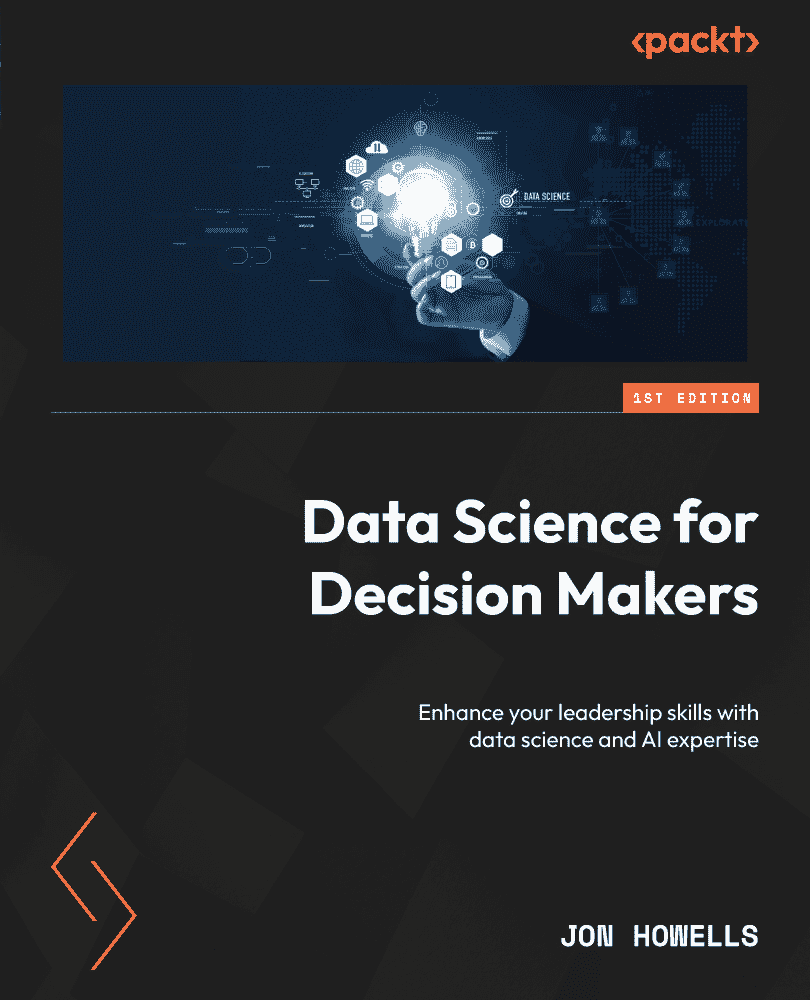 <packt>
DATA SCIENCE
1ST EDITION
Data Science for
Decision Makers
Enhance your leadership skills with
data science and AI expertise
JON HOWELLS